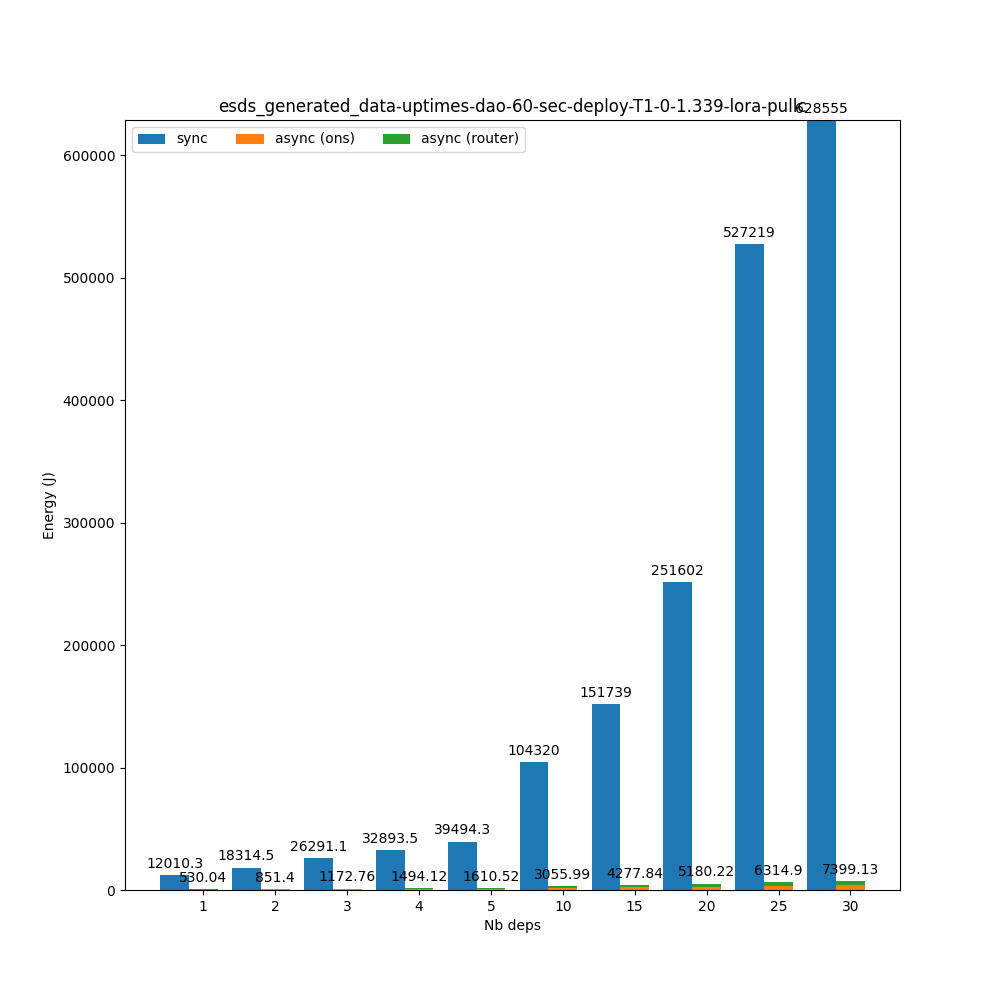 esds_generated_data-uptimes-dao-60-sec-deploy-T1-0-1.339-lora-pullc
628555
sync async (ons) async (router)
600000
527219
500000
400000
Energy (J)
300000
251602
200000
151739
104320
100000
39494.3
32893.5
26291.1
18314.5
12010.3
530.04 851.4 1172.76 1494.12 1610.52 3055.99 4277.84 5180.22 6314.9 7399.13
0
1 2 3 4 5 10 15 20 25 30
Nb deps